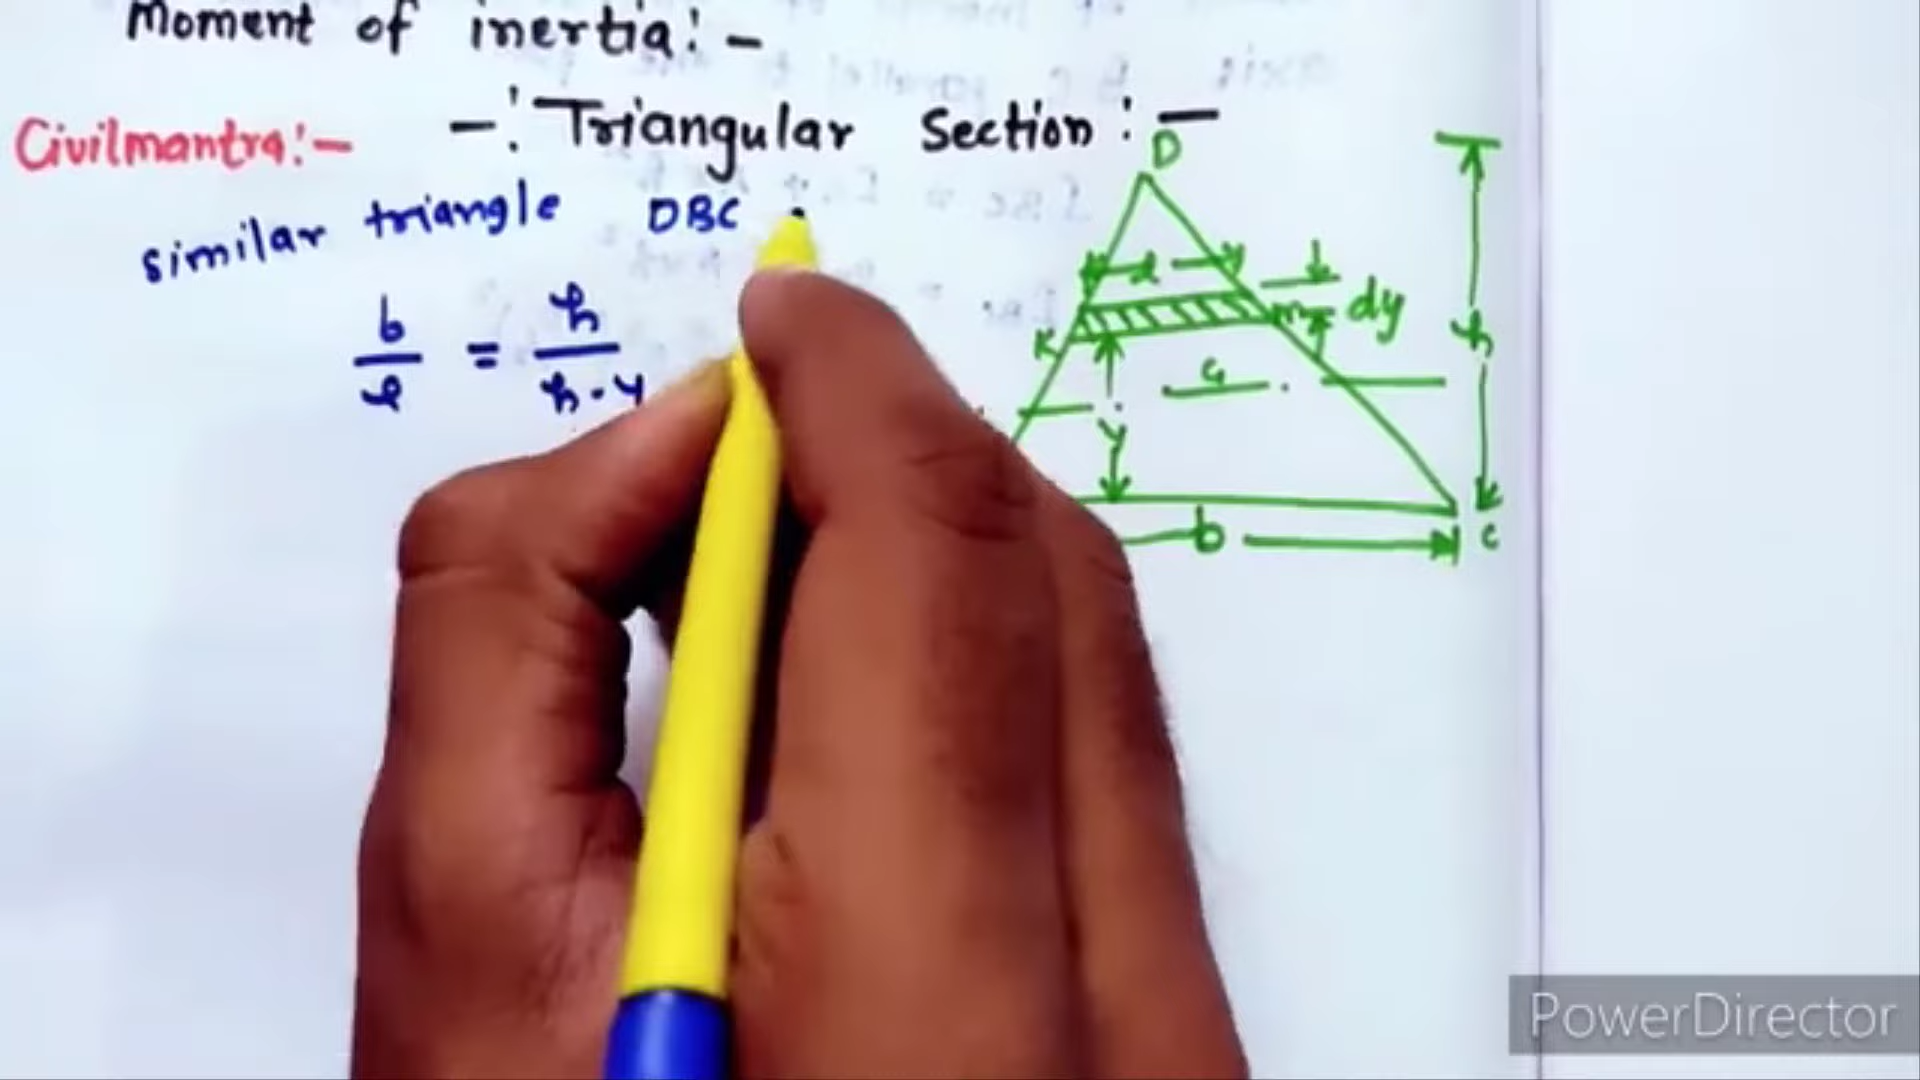 Moment of inertia:-
Civilmantra:- -: Triangular Section:-
similar triangle DBC
b/l = h/h-y
D
l
dy
K m
h
G
y
b C
PowerDirector